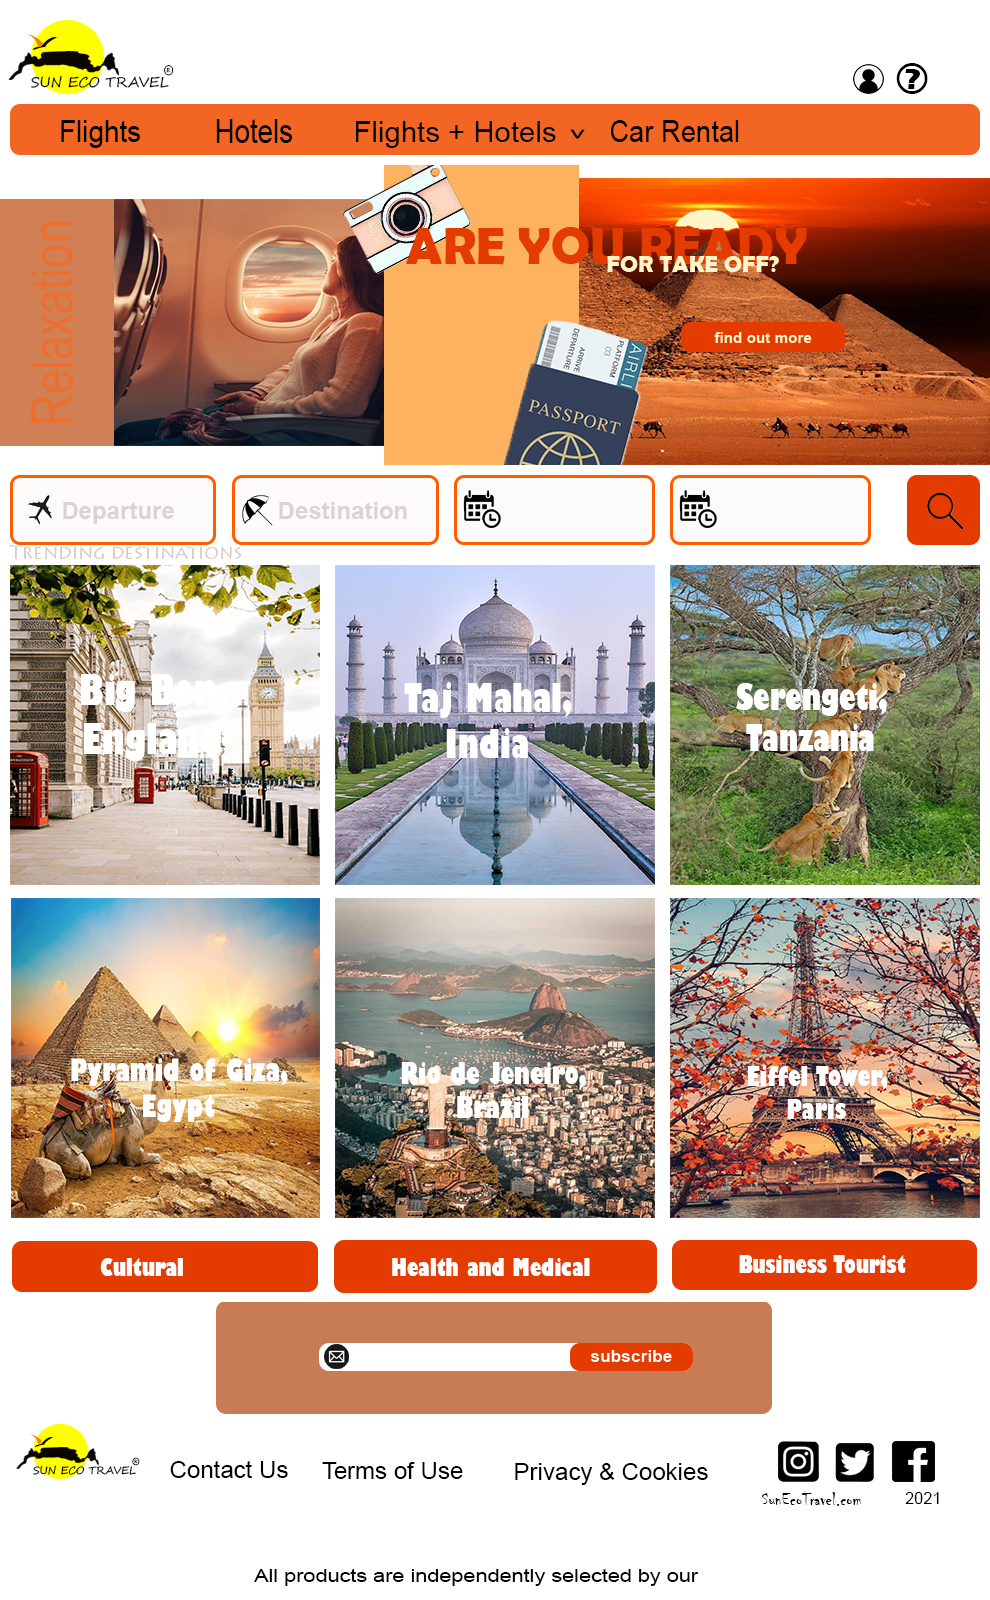 SUN ECO TRAVEL®
Flights Hotels Flights + Hotels Car Rental
Relaxation
ARE YOU READY
FOR TAKE OFF?
find out more
DEPARTURE
ARRIVE
03
PLATFORM
AIRLI
PASSPORT
Departure Destination
TRENDING DESTINATIONS
Big Ben,
England
Taj Mahal,
India
Serengeti,
Tanzania
Pyramid of Giza,
Egypt
Rio de Jeneiro,
Brazil
Eiffel Tower,
Paris
Cultural Health and Medical Business Tourist
subscribe
SUN ECO TRAVEL®
Contact Us Terms of Use Privacy & Cookies
SunEcoTravel.com 2021
All products are independently selected by our